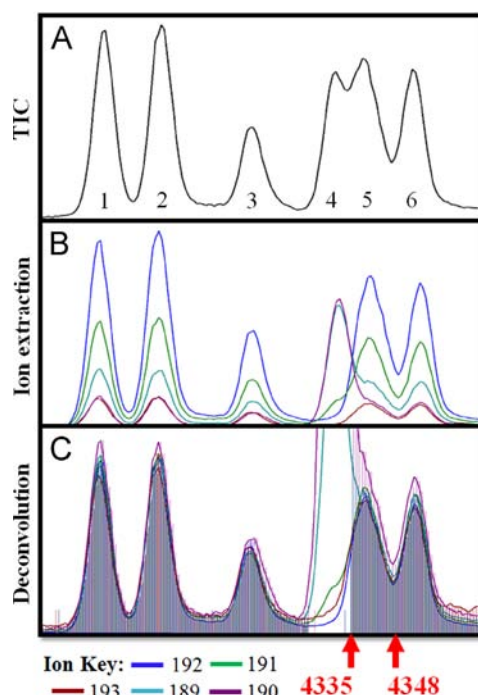 A
TIC
1 2 3 4 5 6
B
Ion extraction
C
Deconvolution
Ion Key: 192 191
193 189 190
4335 4348